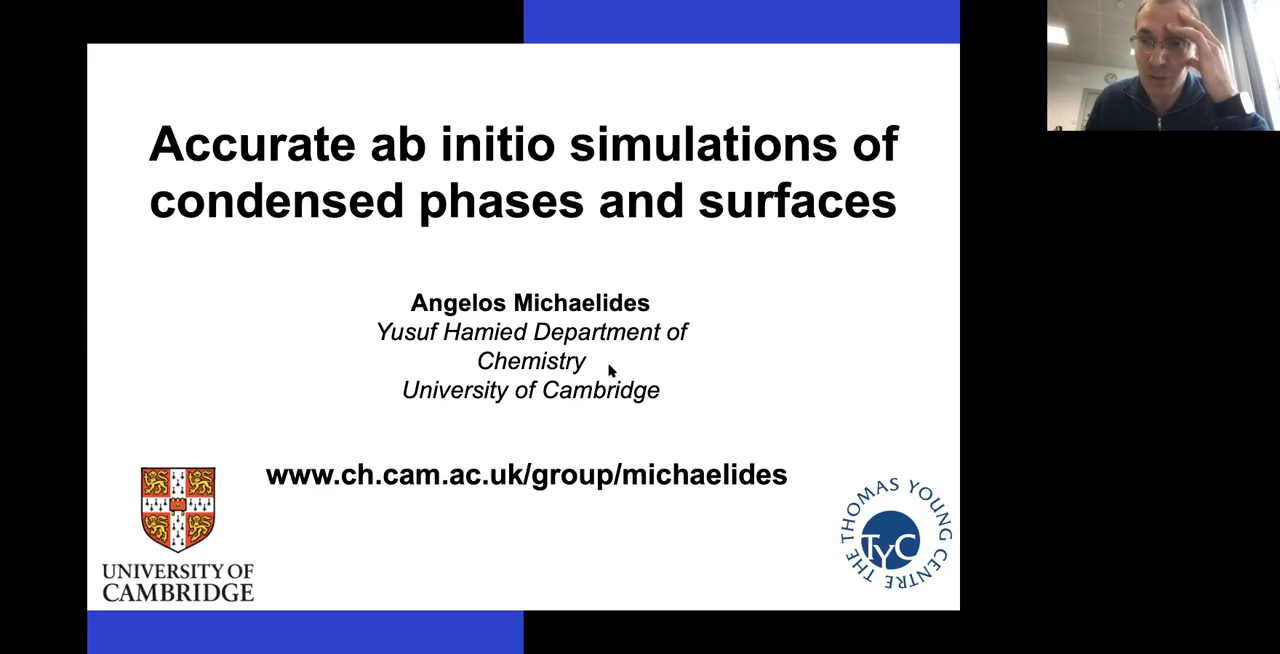 Accurate ab initio simulations of
condensed phases and surfaces
Angelos Michaelides
Yusuf Hamied Department of
Chemistry
University of Cambridge
www.ch.cam.ac.uk/group/michaelides
UNIVERSITY OF
CAMBRIDGE
THE THOMAS YOUNG CENTRE
TYC